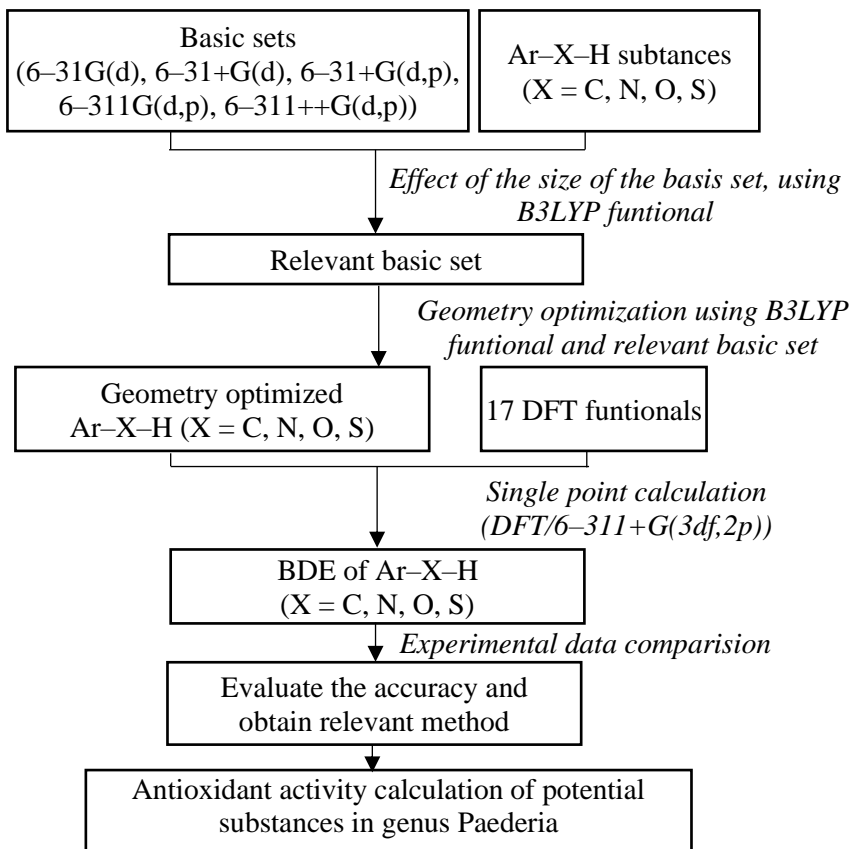 Basic sets
(6–31G(d), 6–31+G(d), 6–31+G(d,p),
6–311G(d,p), 6–311++G(d,p))
Ar–X–H subtances
(X = C, N, O, S)
Effect of the size of the basis set, using
B3LYP funtional
Relevant basic set
Geometry optimization using B3LYP
funtional and relevant basic set
Geometry optimized
Ar–X–H (X = C, N, O, S)
17 DFT funtionals
Single point calculation
(DFT/6–311+G(3df,2p))
BDE of Ar–X–H
(X = C, N, O, S)
Experimental data comparision
Evaluate the accuracy and
obtain relevant method
Antioxidant activity calculation of potential
substances in genus Paederia